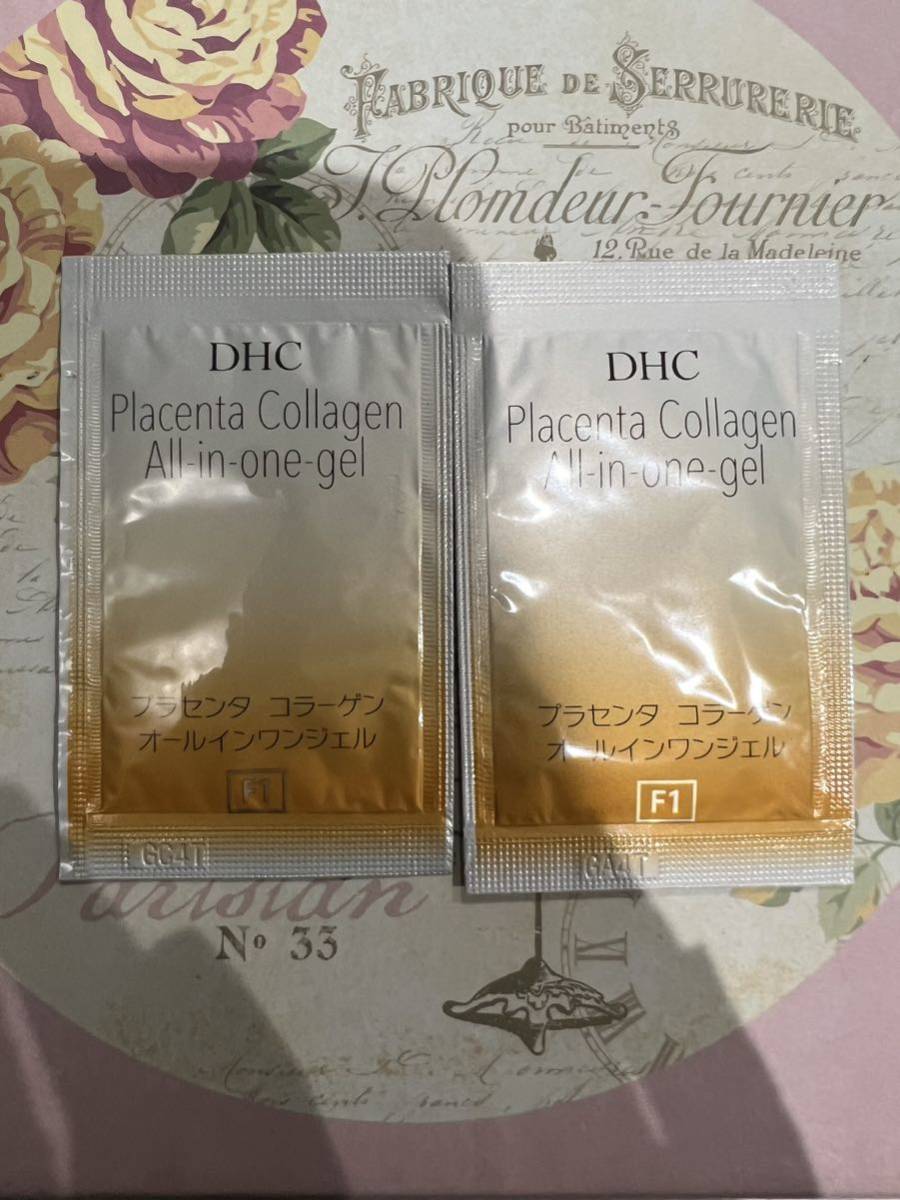 FABRIQUE DE SERRURERIE
pour Bâtiments
J. Plomdeur-Fournier
12, Rue de la Madeleine
DHC
Placenta Collagen
All-in-one-gel
プラセンタ コラーゲン
オールインワンジェル
F1
GC4T
DHC
Placenta Collagen
All-in-one-gel
プラセンタ コラーゲン
オールインワンジェル
F1
GA4T
Parisian
Nº 33